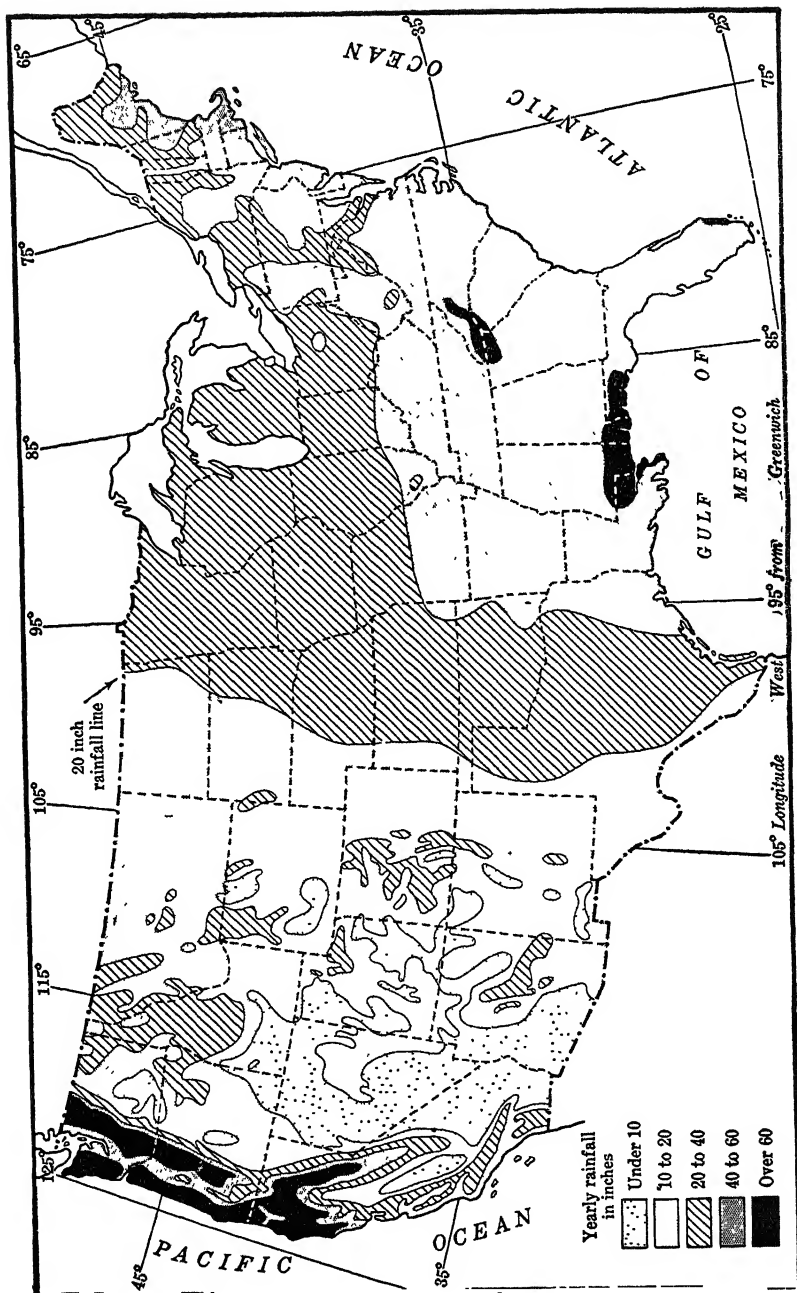 65°
45°
75°
85°
95°
105°
115°
125°
20 inch
rainfall line
45°
35°
35°
25°
75°
85°
95° from
105° Longitude
West
Greenwich
ATLANTIC
OCEAN
GULF OF
MEXICO
PACIFIC
OCEAN
Yearly rainfall
in inches
Under 10
10 to 20
20 to 40
40 to 60
Over 60